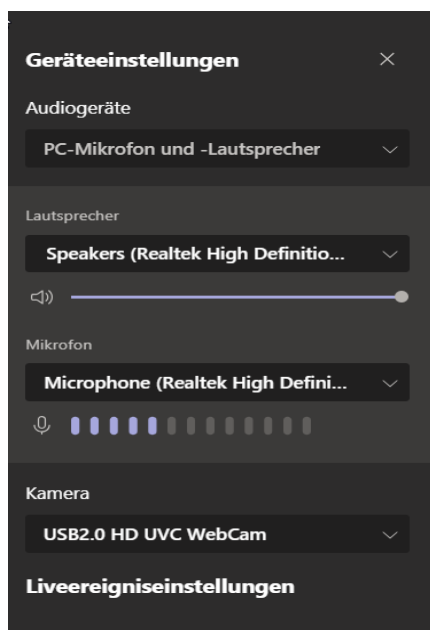 Geräteeinstellungen
Audiogeräte
PC-Mikrofon und -Lautsprecher
Lautsprecher
Speakers (Realtek High Definitio...
Mikrofon
Microphone (Realtek High Defini...
Kamera
USB2.0 HD UVC WebCam
Liveereigniseinstellungen